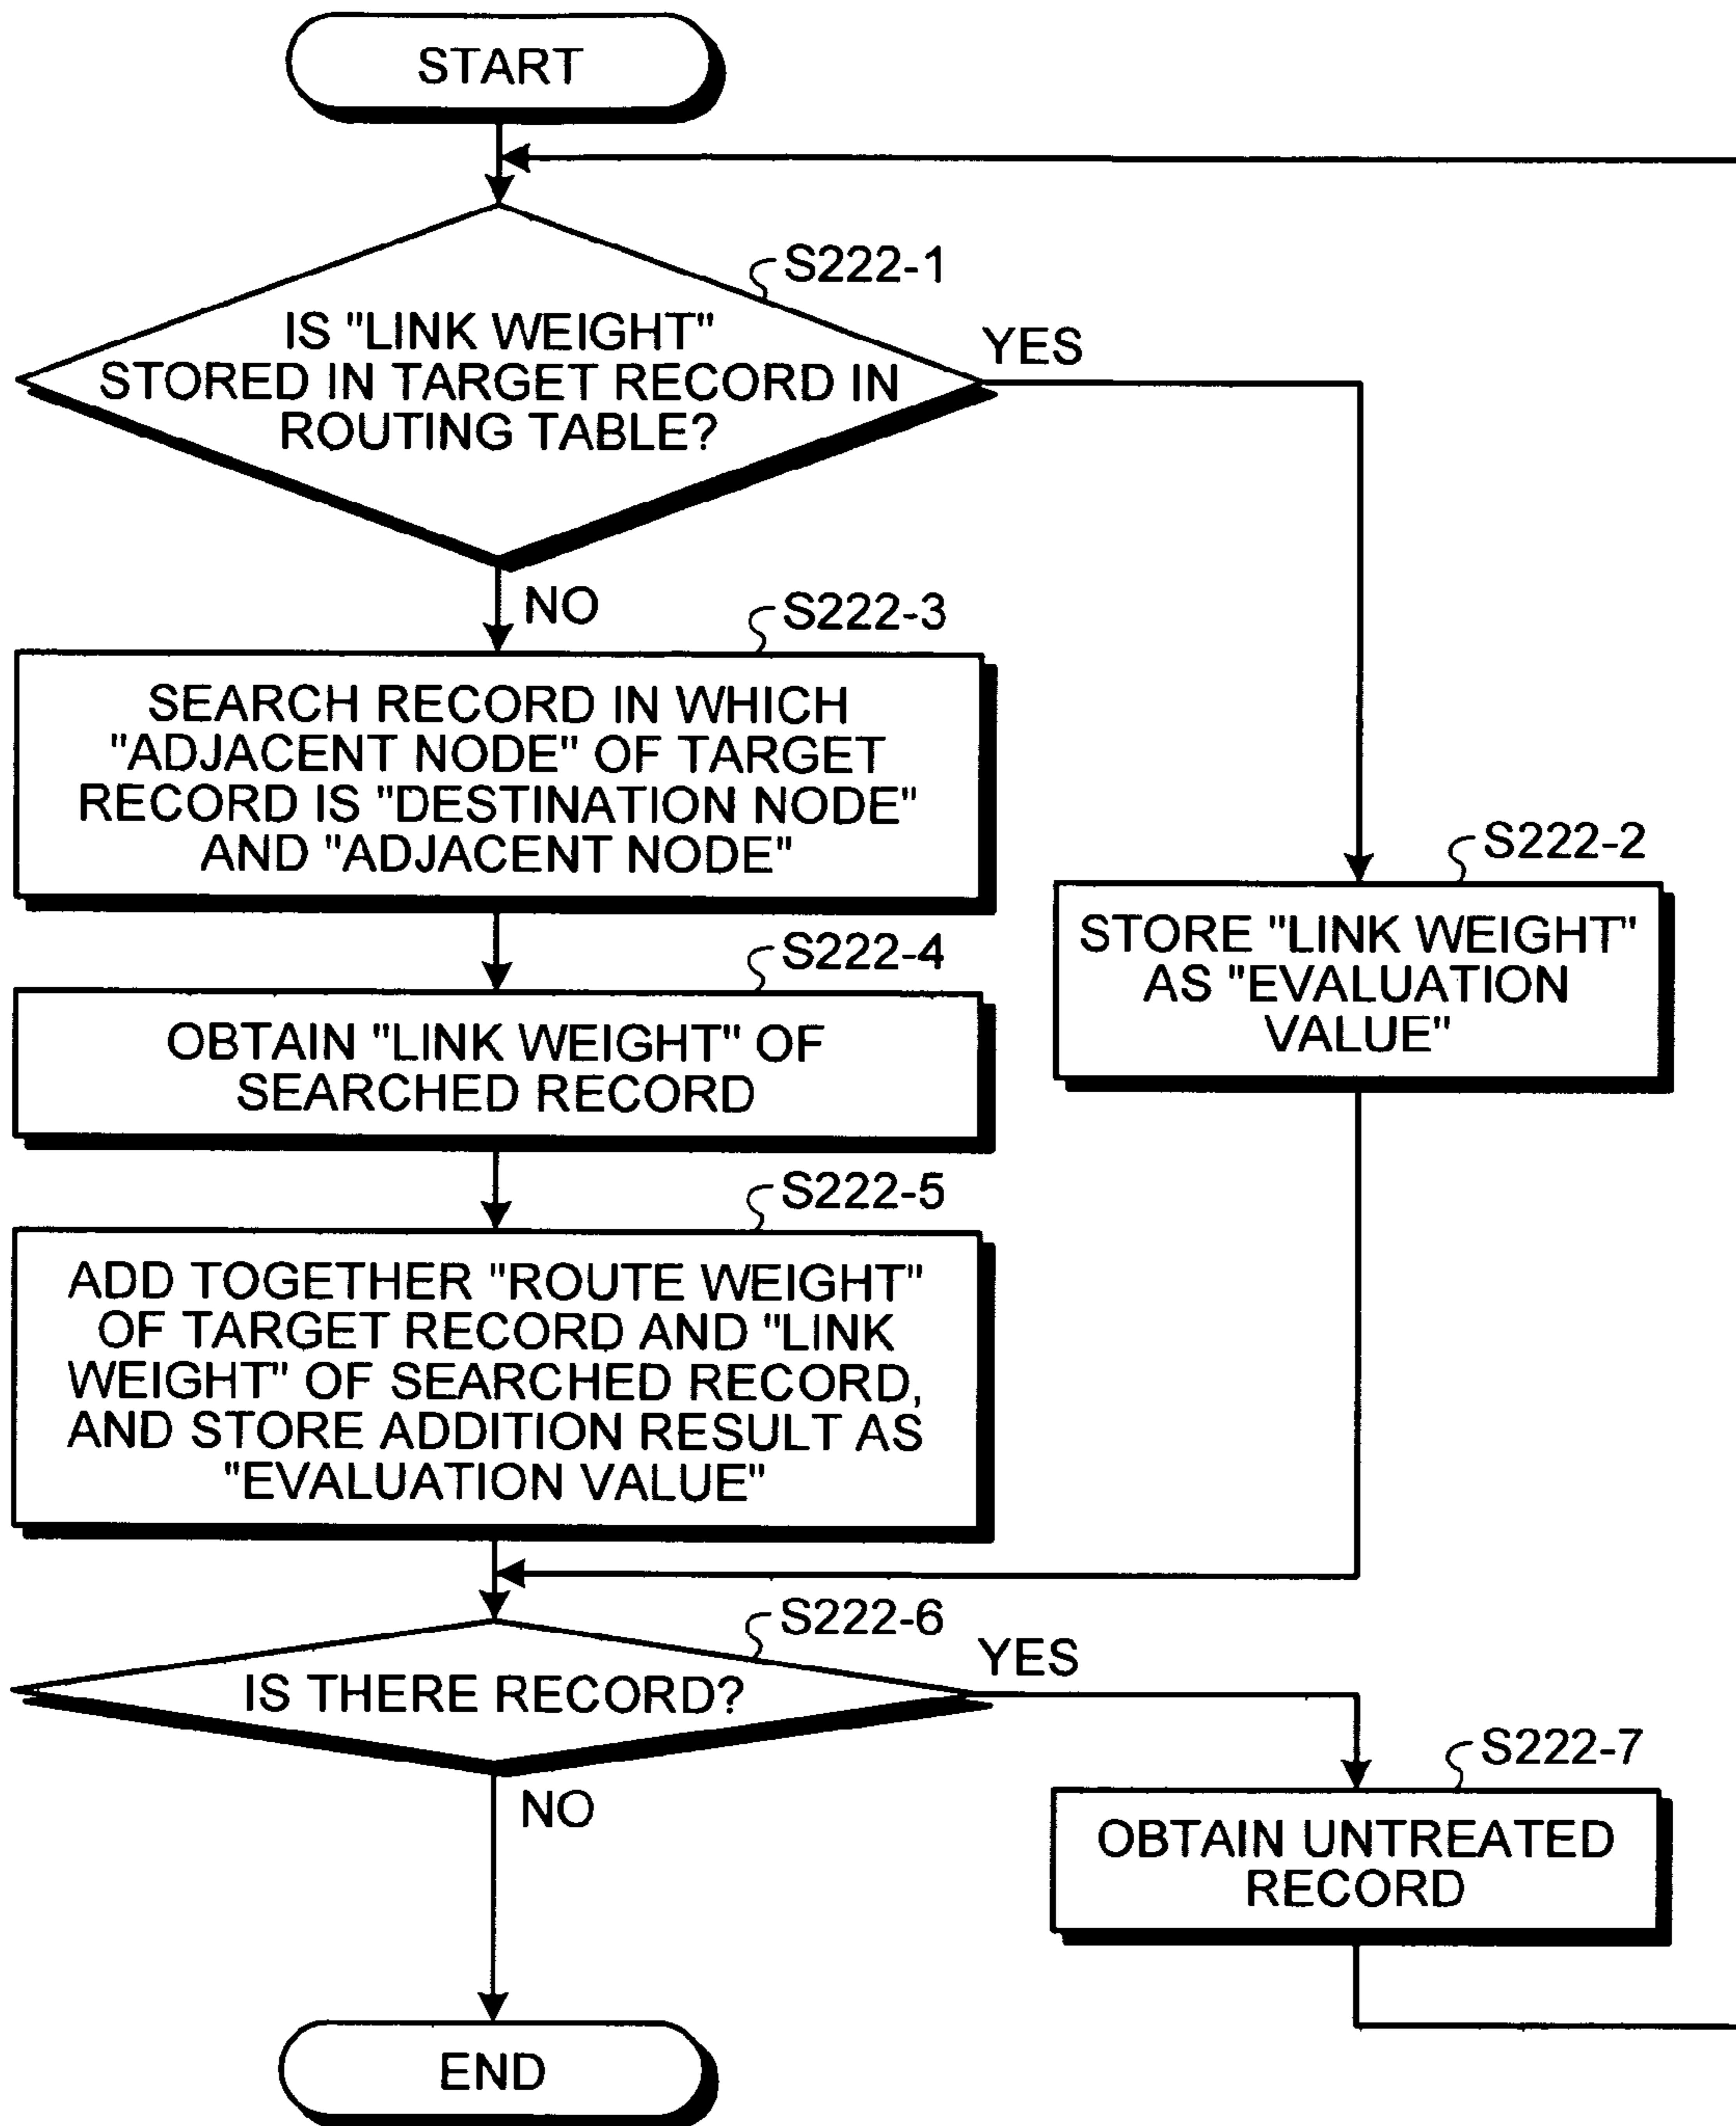 START
S222-1
IS "LINK WEIGHT"
STORED IN TARGET RECORD IN
ROUTING TABLE?
YES
NO
S222-3
SEARCH RECORD IN WHICH
"ADJACENT NODE" OF TARGET
RECORD IS "DESTINATION NODE"
AND "ADJACENT NODE"
S222-2
STORE "LINK WEIGHT"
AS "EVALUATION
VALUE"
S222-4
OBTAIN "LINK WEIGHT" OF
SEARCHED RECORD
S222-5
ADD TOGETHER "ROUTE WEIGHT"
OF TARGET RECORD AND "LINK
WEIGHT" OF SEARCHED RECORD,
AND STORE ADDITION RESULT AS
"EVALUATION VALUE"
S222-6
IS THERE RECORD?
YES
NO
S222-7
OBTAIN UNTREATED
RECORD
END